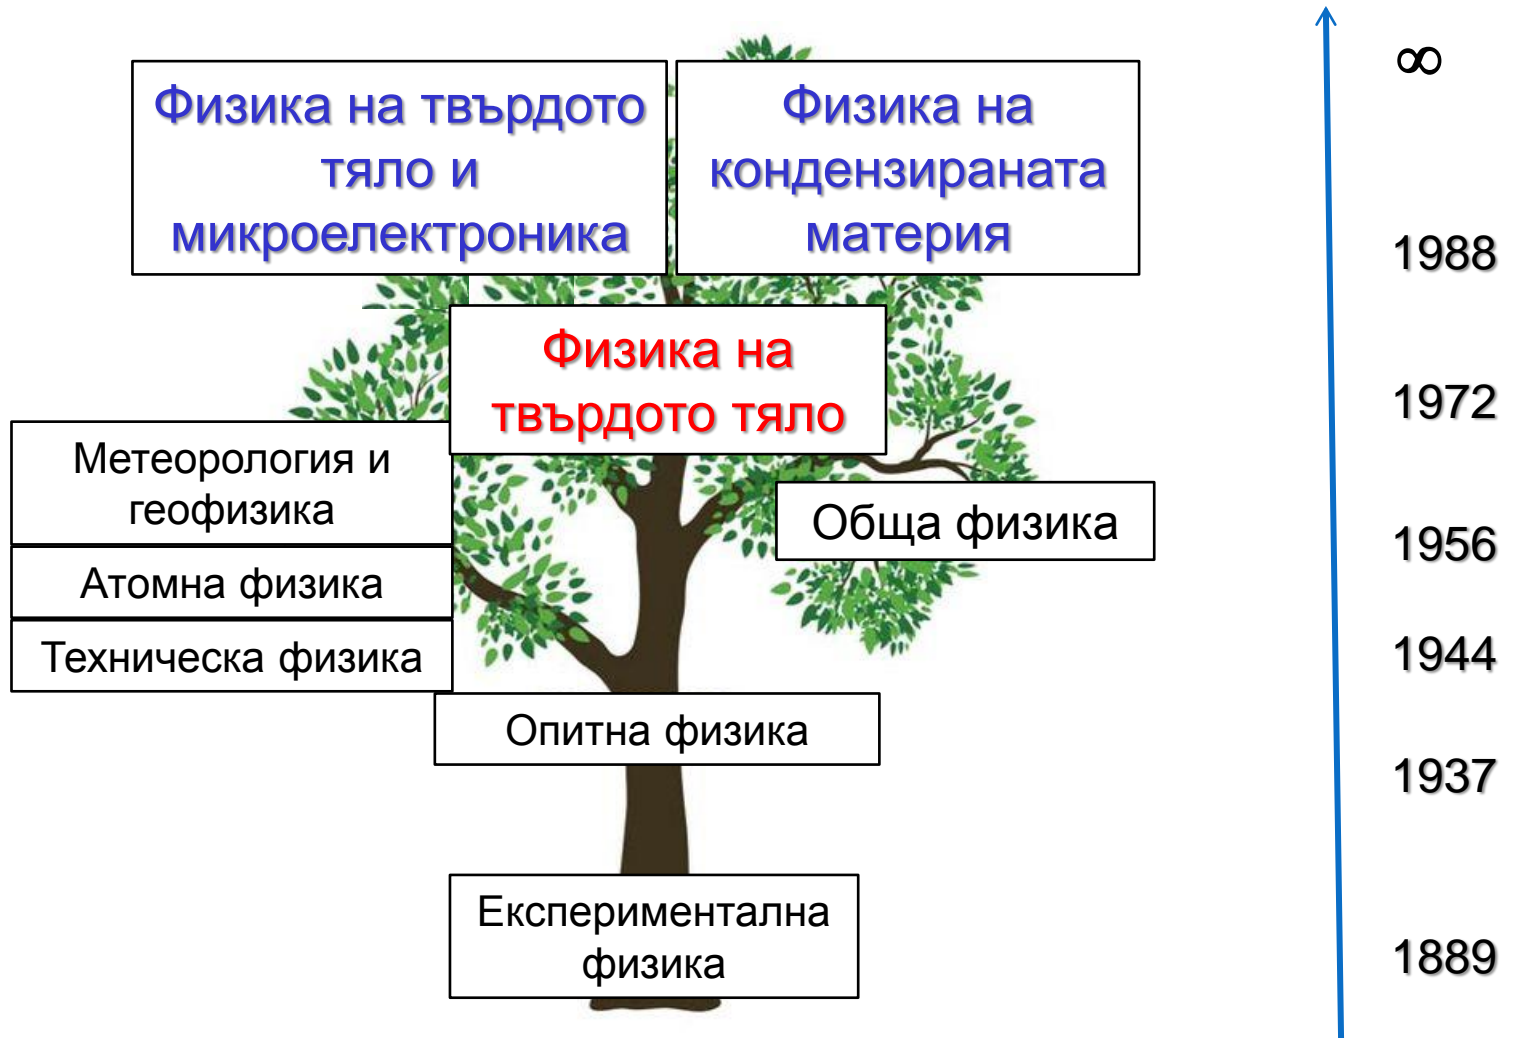 ∞
Физика на твърдото
тяло и
микроелектроника
Физика на
кондензираната
материя
1988
Физика на
твърдото тяло
1972
Метеорология и
геофизика
Обща физика
1956
Атомна физика
Техническа физика
1944
Опитна физика
1937
Експериментална
физика
1889